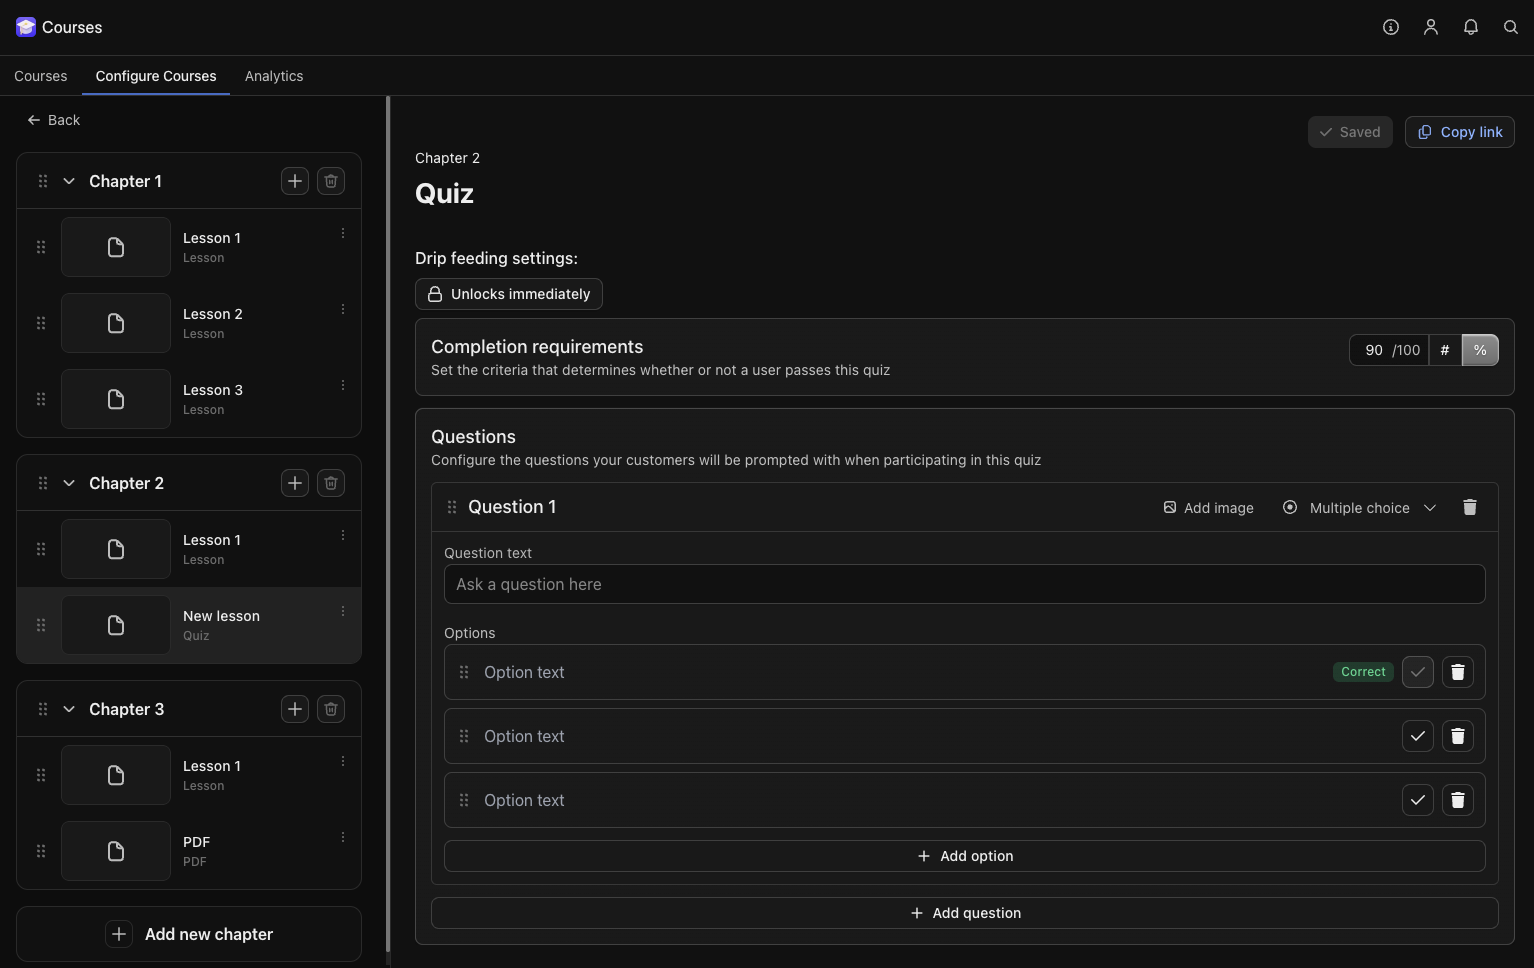 Courses
Courses
Configure Courses
Analytics
Back
Chapter 1
Lesson 1
Lesson
Lesson 2
Lesson
Lesson 3
Lesson
Chapter 2
Lesson 1
Lesson
New lesson
Quiz
Chapter 3
Lesson 1
Lesson
PDF
PDF
Add new chapter
Saved
Copy link
Chapter 2
Quiz
Drip feeding settings:
Unlocks immediately
Completion requirements
Set the criteria that determines whether or not a user passes this quiz
90 /100 # %
Questions
Configure the questions your customers will be prompted with when participating in this quiz
Question 1
Add image
Multiple choice
Question text
Ask a question here
Options
Option text
Correct
Option text
Option text
Add option
Add question